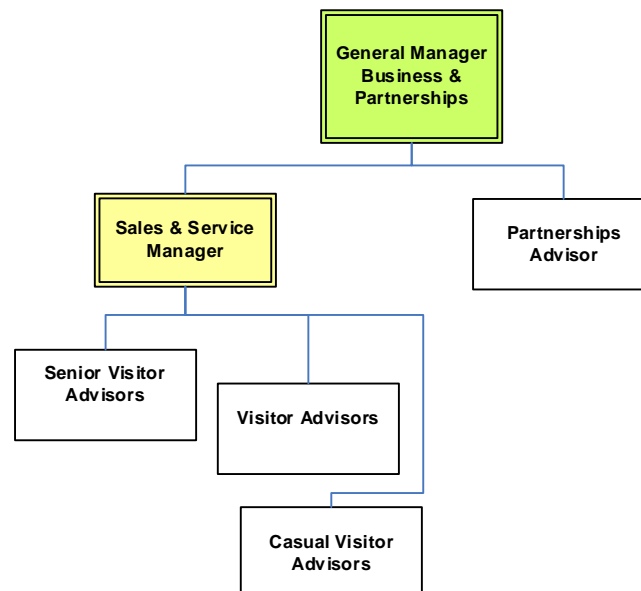 General Manager
Business &
Partnerships
Sales & Service
Manager
Partnerships
Advisor
Senior Visitor
Advisors
Visitor Advisors
Casual Visitor
Advisors